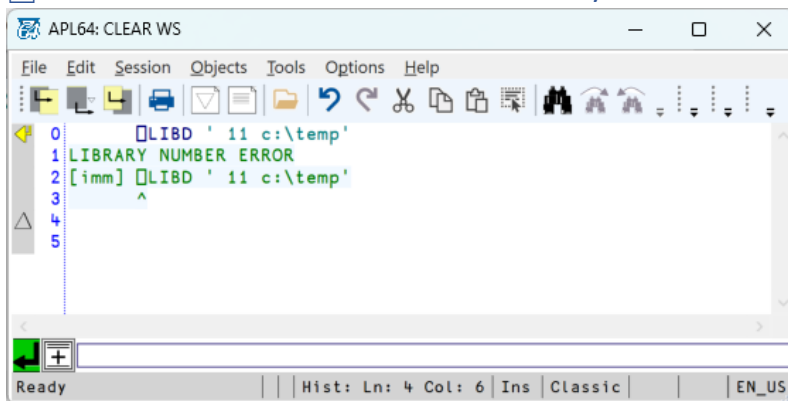 APL64: CLEAR WS
File Edit Session Objects Tools Options Help
0 ⎕LIBD ' 11 c:\temp'
1 LIBRARY NUMBER ERROR
2 [imm] ⎕LIBD ' 11 c:\temp'
3 ^
4
5
Ready Hist: Ln: 4 Col: 6 Ins Classic EN_US